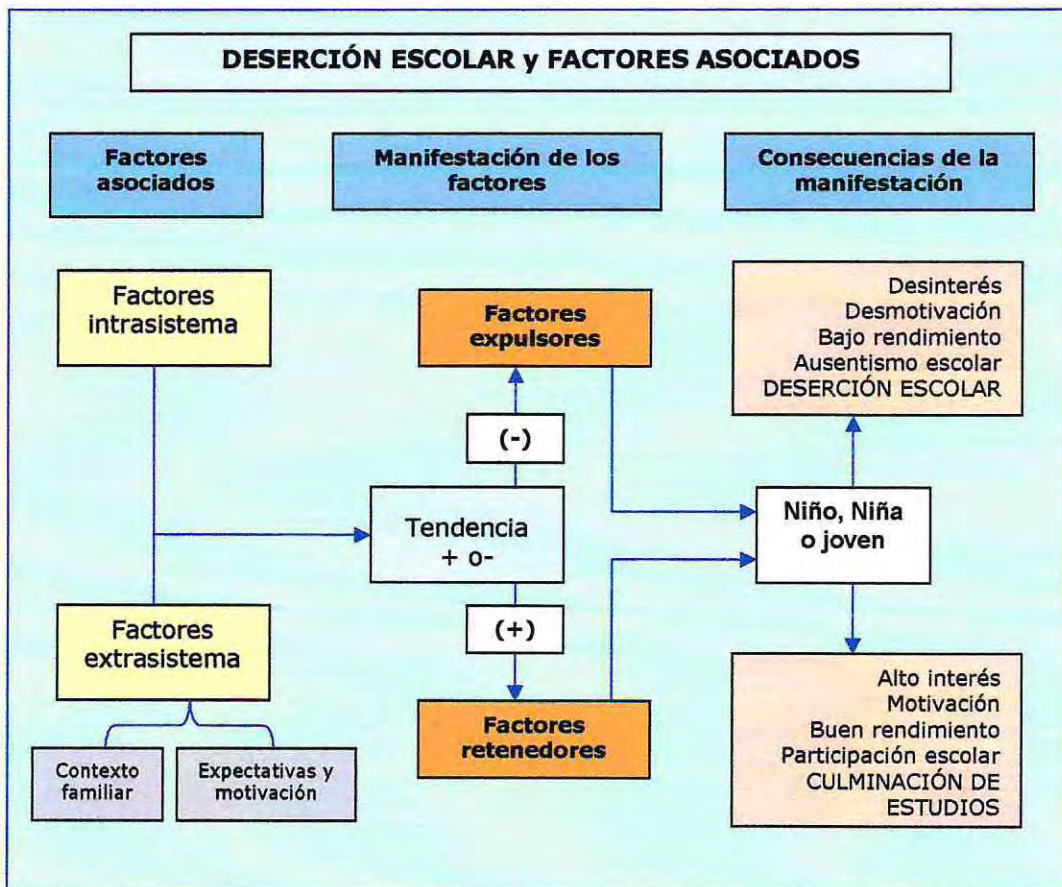 DESERCIÓN ESCOLAR y FACTORES ASOCIADOS
Factores
asociados
Manifestación de los
factores
Consecuencias de la
manifestación
Factores
intrasistema
Factores
expulsores
Desinterés
Desmotivación
Bajo rendimiento
Ausentismo escolar
DESERCIÓN ESCOLAR
(-)
Tendencia
+ o-
Niño, Niña
o joven
(+)
Factores
extrasistema
Factores
retenedores
Alto interés
Motivación
Buen rendimiento
Participación escolar
CULMINACIÓN DE
ESTUDIOS
Contexto
familiar
Expectativas y
motivación